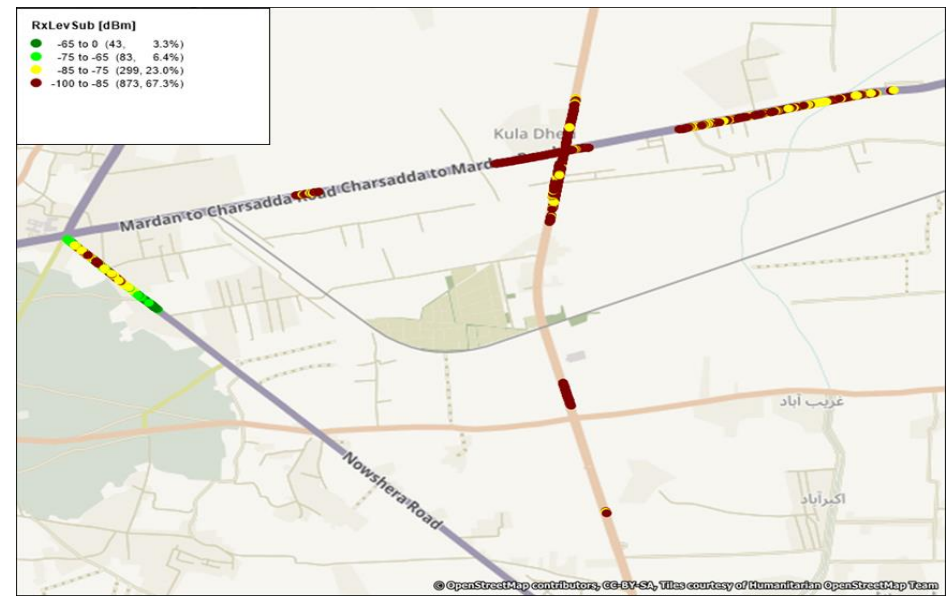 RxLevSub [dBm]
-65 to 0 (43, 3.3%)
-75 to -65 (83, 6.4%)
-85 to -75 (299, 23.0%)
-100 to -85 (873, 67.3%)
Kula Dheri
Mardan to Charsadda Road Charsadda to Mardan Road
غریب آباد
اکبرآباد
Nowshera Road
© OpenStreetMap contributors, CC-BY-SA, Tiles courtesy of Humanitarian OpenStreetMap Team